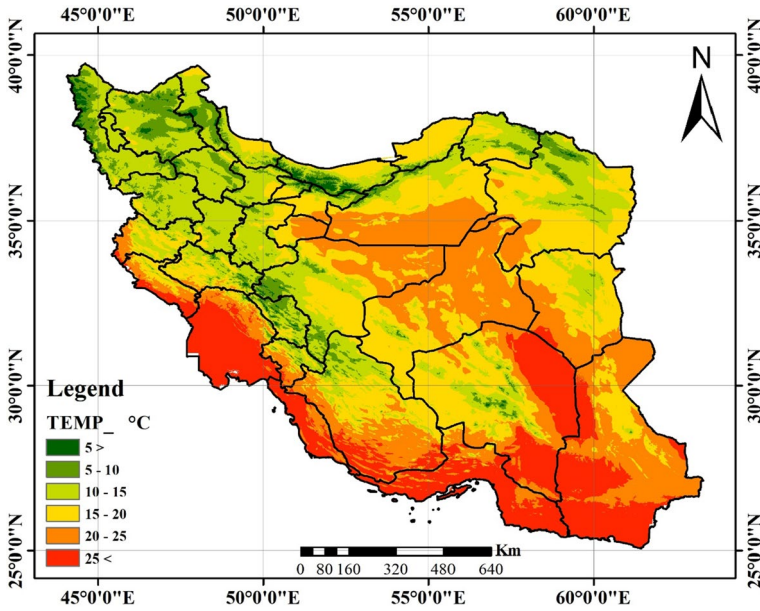 45°0'0"E 50°0'0"E 55°0'0"E 60°0'0"E
40°0'0"N
40°0'0"N
N
35°0'0"N
35°0'0"N
30°0'0"N
30°0'0"N
25°0'0"N
25°0'0"N
Legend
TEMP_ °C
5 >
5 - 10
10 - 15
15 - 20
20 - 25
25 <
Km
0 80 160 320 480 640
45°0'0"E 50°0'0"E 55°0'0"E 60°0'0"E